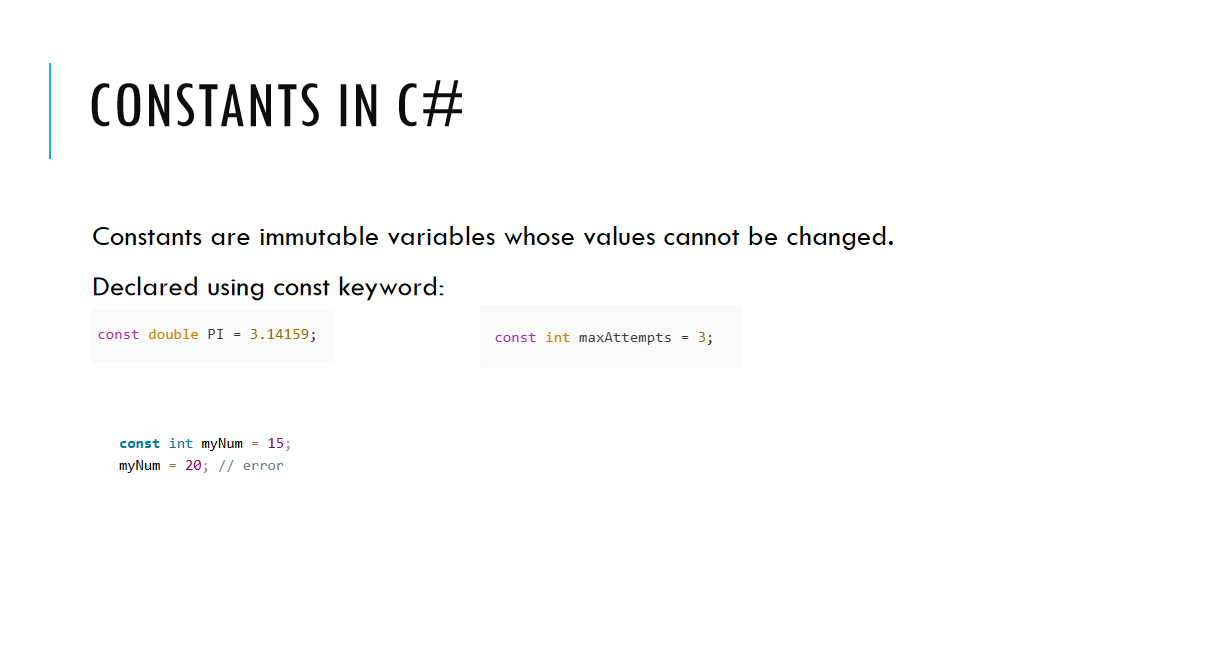 CONSTANTS IN C#
Constants are immutable variables whose values cannot be changed.
Declared using const keyword:
const double PI = 3.14159;
const int maxAttempts = 3;
const int myNum = 15;
myNum = 20; // error